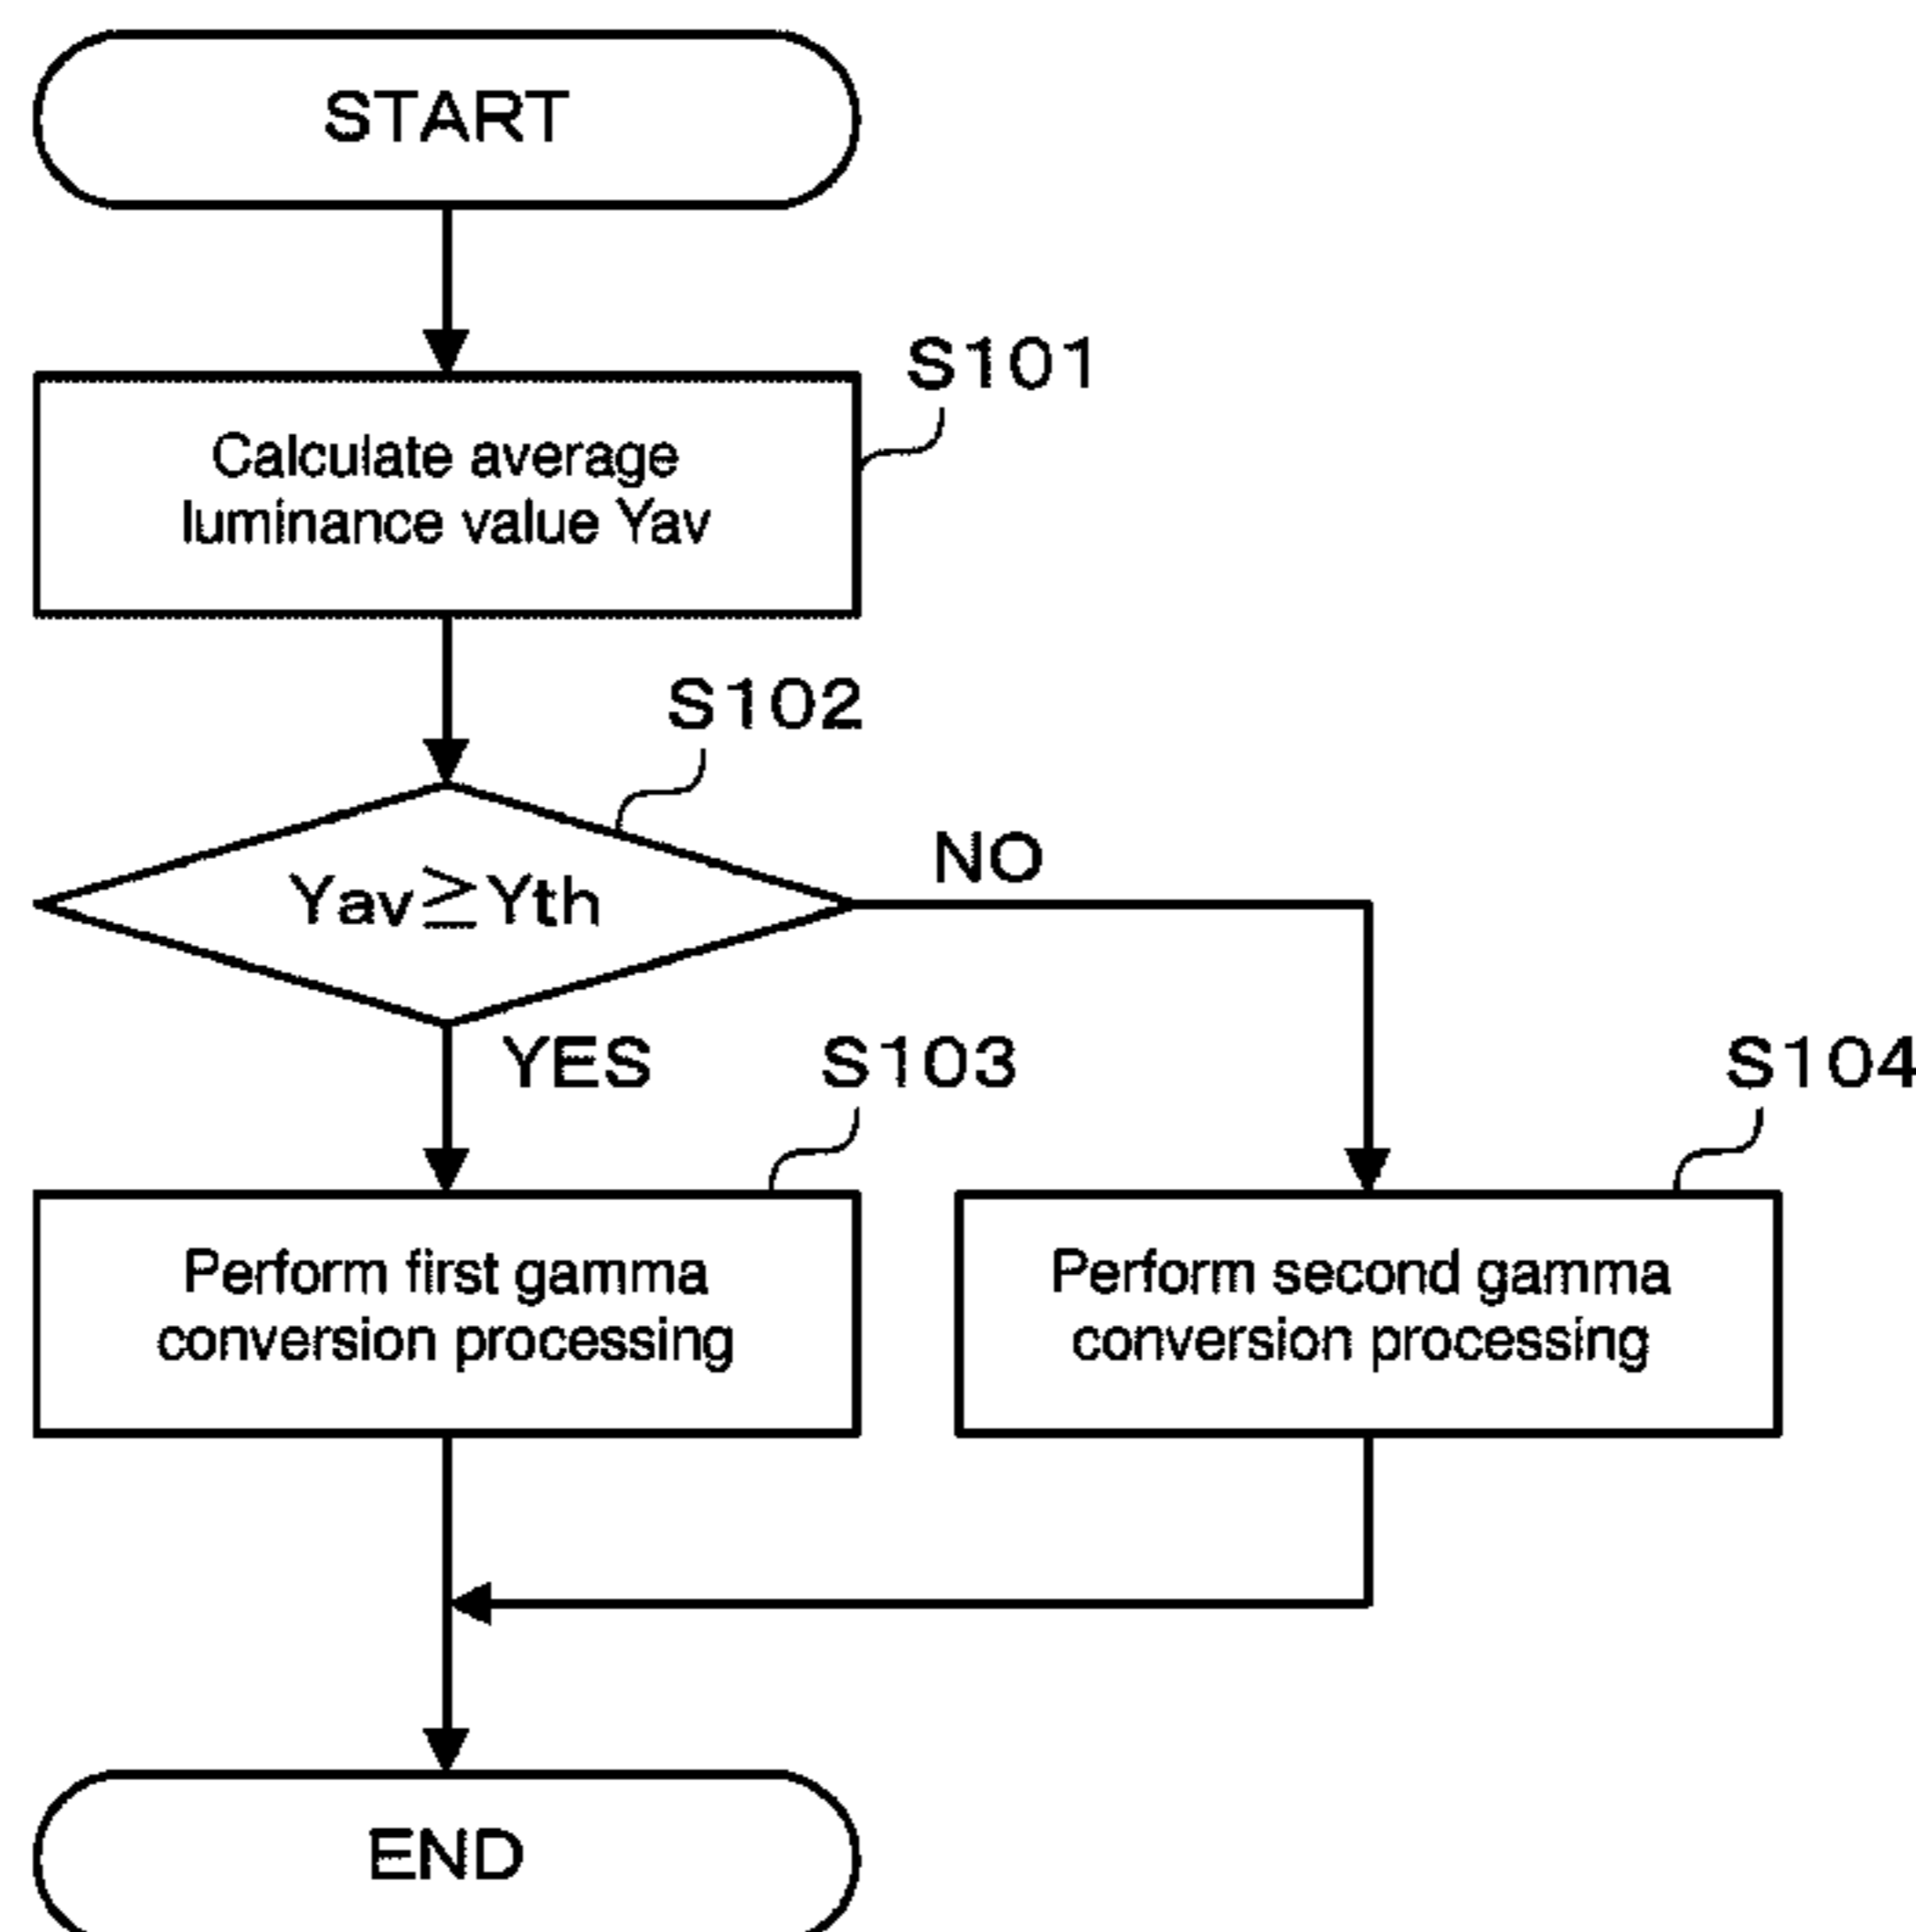 START
S101
Calculate average
luminance value Yav
S102
Yav≧Yth
NO
YES
S103
S104
Perform first gamma
conversion processing
Perform second gamma
conversion processing
END